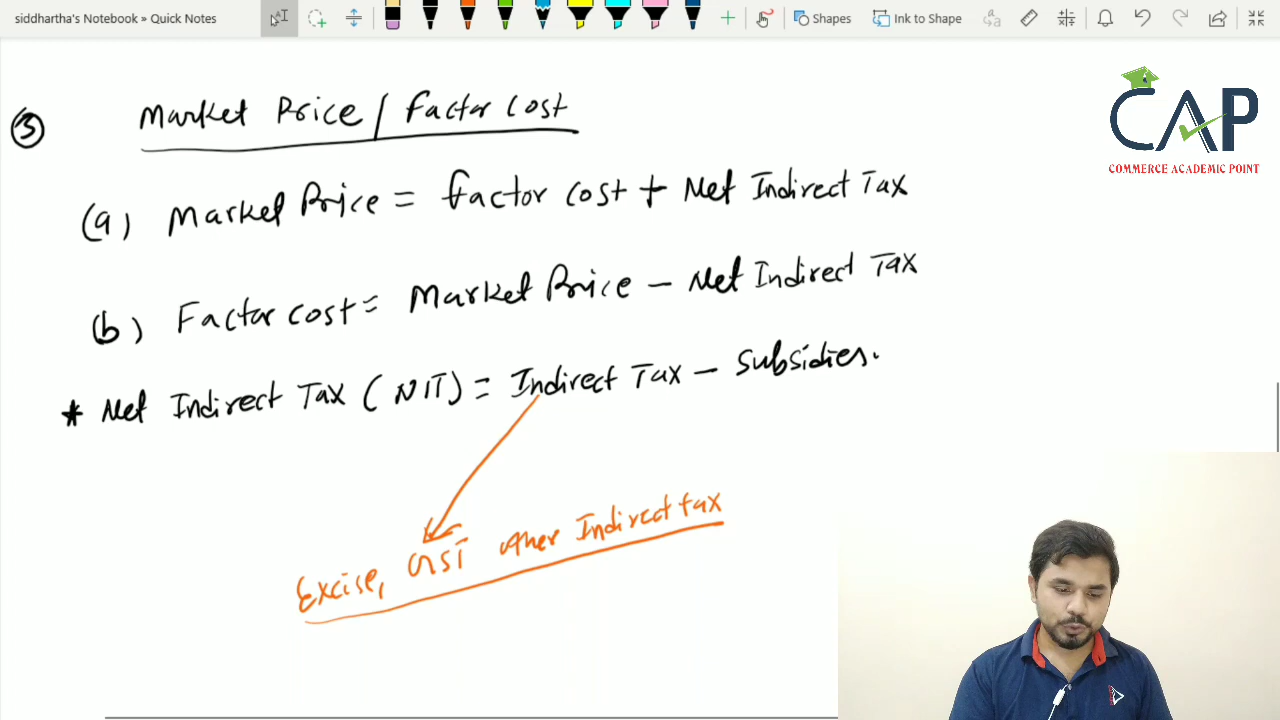 siddhartha's Notebook » Quick Notes
Shapes
Ink to Shape
CAP
COMMERCE ACADEMIC POINT
(3) Market Price / Factor Cost
(a) Market Price = factor cost + Net Indirect Tax
(b) Factor cost = Market Price - Net Indirect Tax
* Net Indirect Tax (NIT) = Indirect Tax - Subsidies.
Excise, GST other Indirect tax